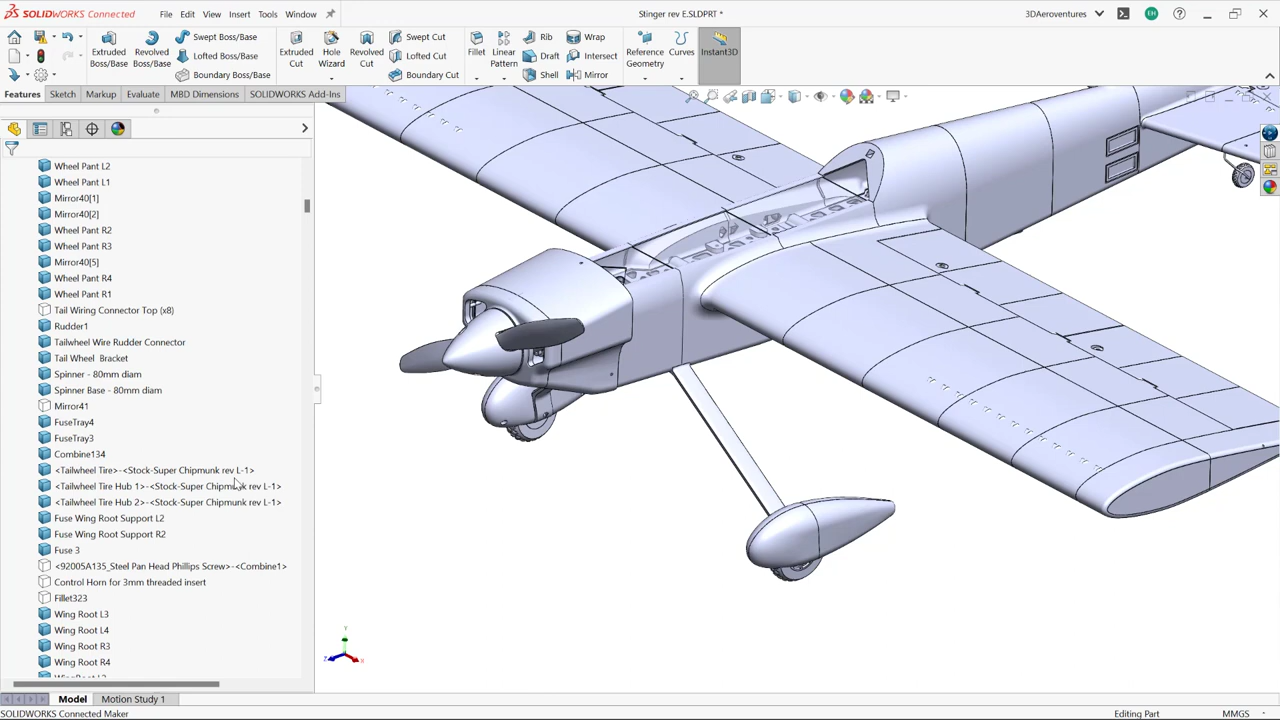 SOLIDWORKS Connected
File Edit View Insert Tools Window
Stinger rev E.SLDPRT *
3DAeroventures
EH
Extruded Boss/Base
Revolved Boss/Base
Swept Boss/Base
Lofted Boss/Base
Boundary Boss/Base
Extruded Cut
Hole Wizard
Revolved Cut
Swept Cut
Lofted Cut
Boundary Cut
Fillet
Linear Pattern
Rib
Draft
Shell
Wrap
Intersect
Mirror
Reference Geometry
Curves
Instant3D
Features Sketch Markup Evaluate MBD Dimensions SOLIDWORKS Add-Ins
Wheel Pant L2
Wheel Pant L1
Mirror40[1]
Mirror40[2]
Wheel Pant R2
Wheel Pant R3
Mirror40[5]
Wheel Pant R4
Wheel Pant R1
Tail Wiring Connector Top (x8)
Rudder1
Tailwheel Wire Rudder Connector
Tail Wheel Bracket
Spinner - 80mm diam
Spinner Base - 80mm diam
Mirror41
FuseTray4
FuseTray3
Combine134
<Tailwheel Tire>-<Stock-Super Chipmunk rev L-1>
<Tailwheel Tire Hub 1>-<Stock-Super Chipmunk rev L-1>
<Tailwheel Tire Hub 2>-<Stock-Super Chipmunk rev L-1>
Fuse Wing Root Support L2
Fuse Wing Root Support R2
Fuse 3
<92005A135_Steel Pan Head Phillips Screw>-<Combine1>
Control Horn for 3mm threaded insert
Fillet323
Wing Root L3
Wing Root L4
Wing Root R3
Wing Root R4
Y
Z
X
Model Motion Study 1
SOLIDWORKS Connected Maker
Editing Part
MMGS